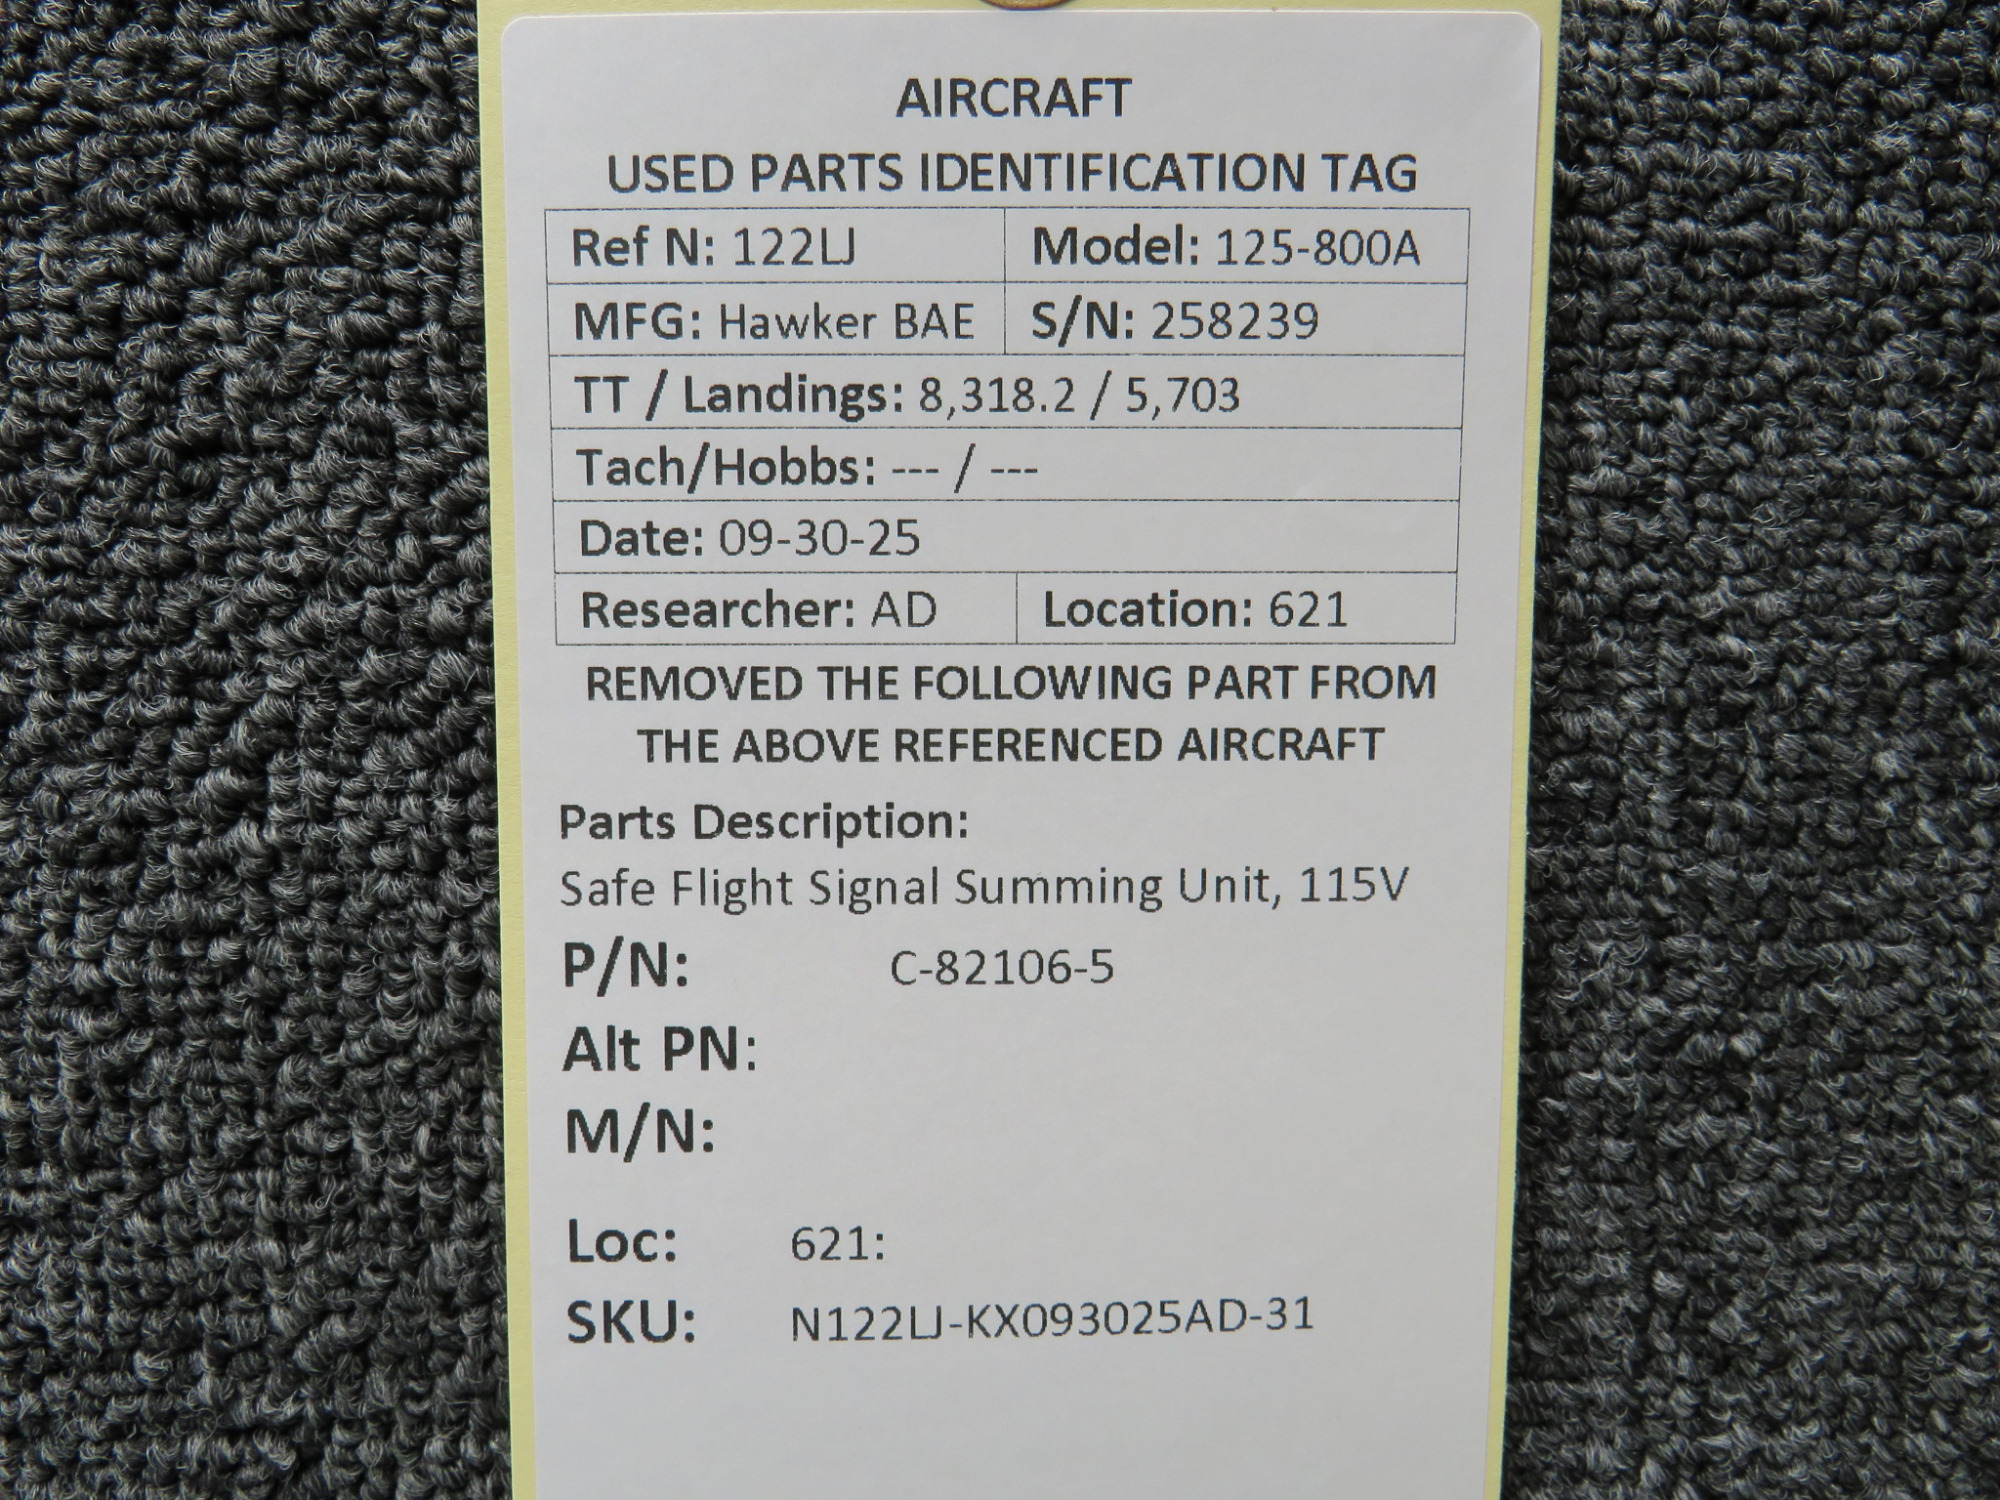 AIRCRAFT
USED PARTS IDENTIFICATION TAG
Ref N: 122LJ Model: 125-800A
MFG: Hawker BAE S/N: 258239
TT / Landings: 8,318.2 / 5,703
Tach/Hobbs: --- / ---
Date: 09-30-25
Researcher: AD Location: 621
REMOVED THE FOLLOWING PART FROM
THE ABOVE REFERENCED AIRCRAFT
Parts Description:
Safe Flight Signal Summing Unit, 115V
P/N: C-82106-5
Alt PN:
M/N:
Loc: 621:
SKU: N122LJ-KX093025AD-31